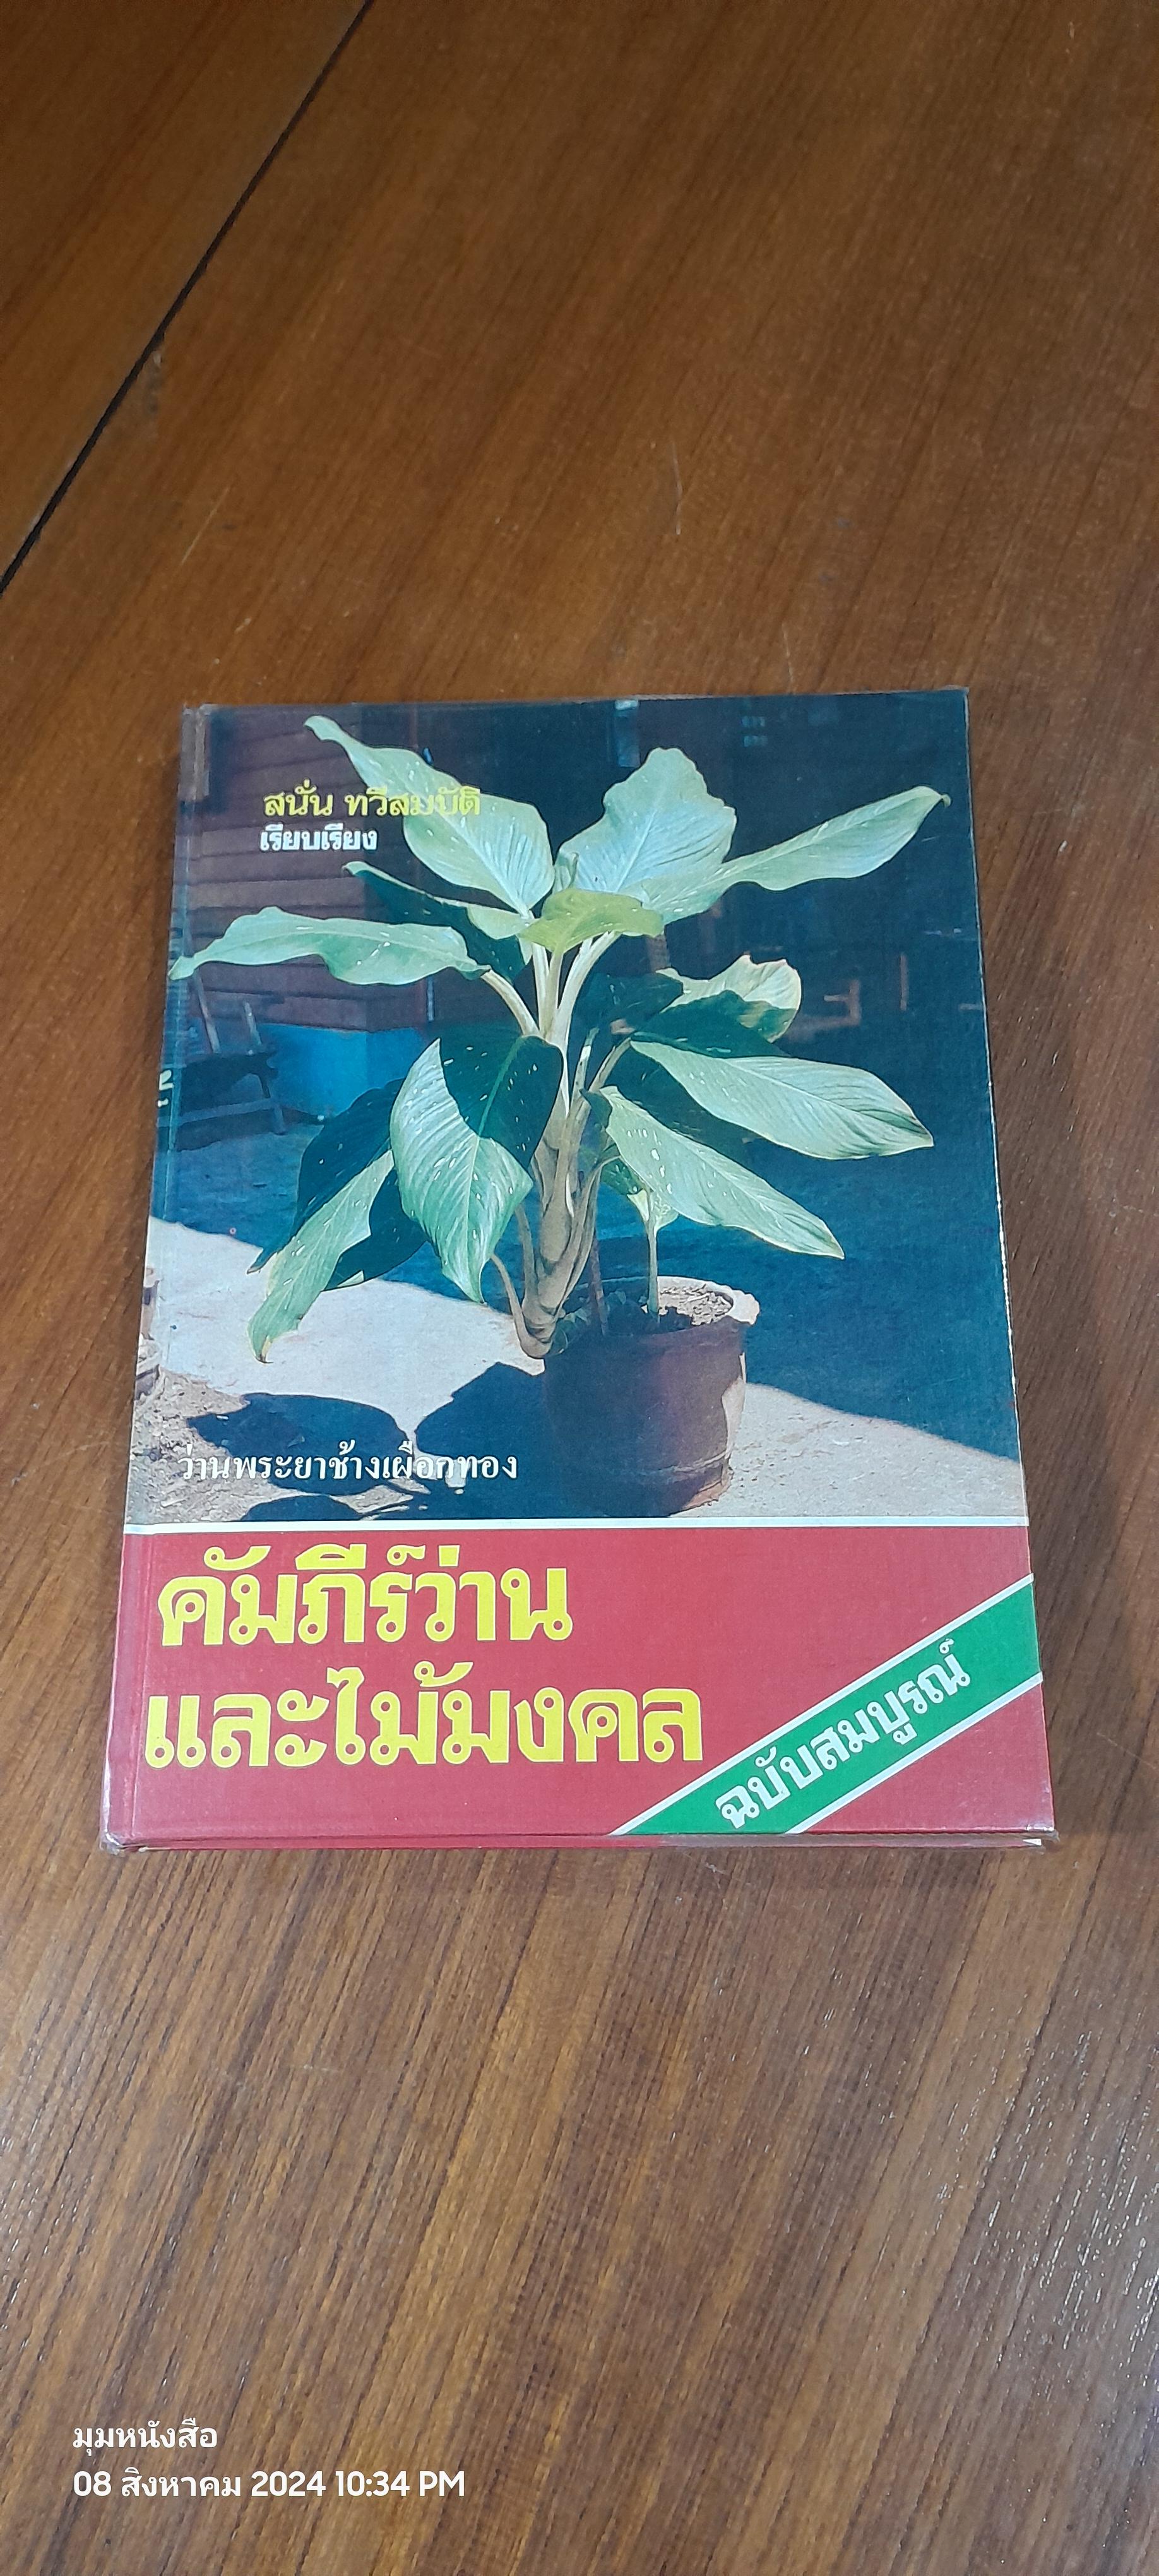 สนั่น ทวีสมบัติ
เรียบเรียง
ว่านพระยาช้างเผือกทอง
คัมภีร์ว่าน
และไม้มงคล
ฉบับสมบูรณ์
มุมหนังสือ
08 สิงหาคม 2024 10:34 PM